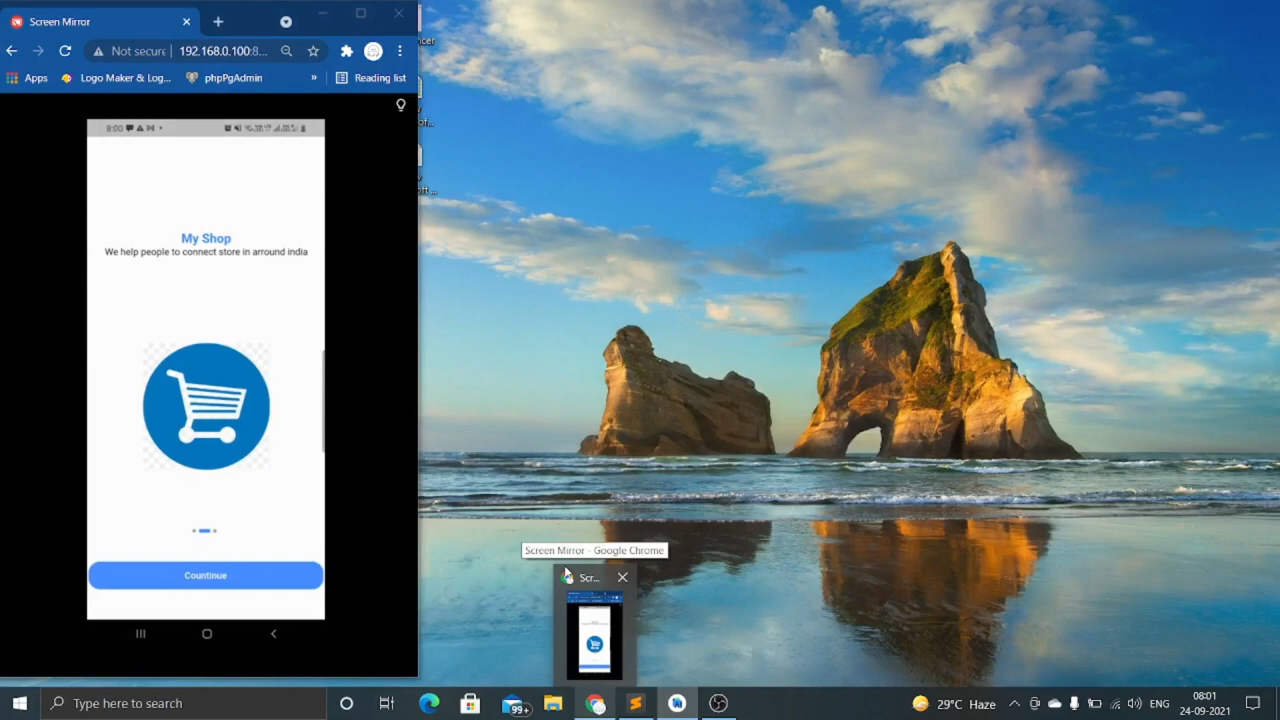 Screen Mirror
Not secure
192.168.0.100:8...
Apps
Logo Maker & Log...
phpPgAdmin
»
Reading list
8:00
My Shop
We help people to connect store in arround india
Countinue
Screen Mirror - Google Chrome
Scr...
Type here to search
99+
29°C Haze
ENG
08:01
24-09-2021